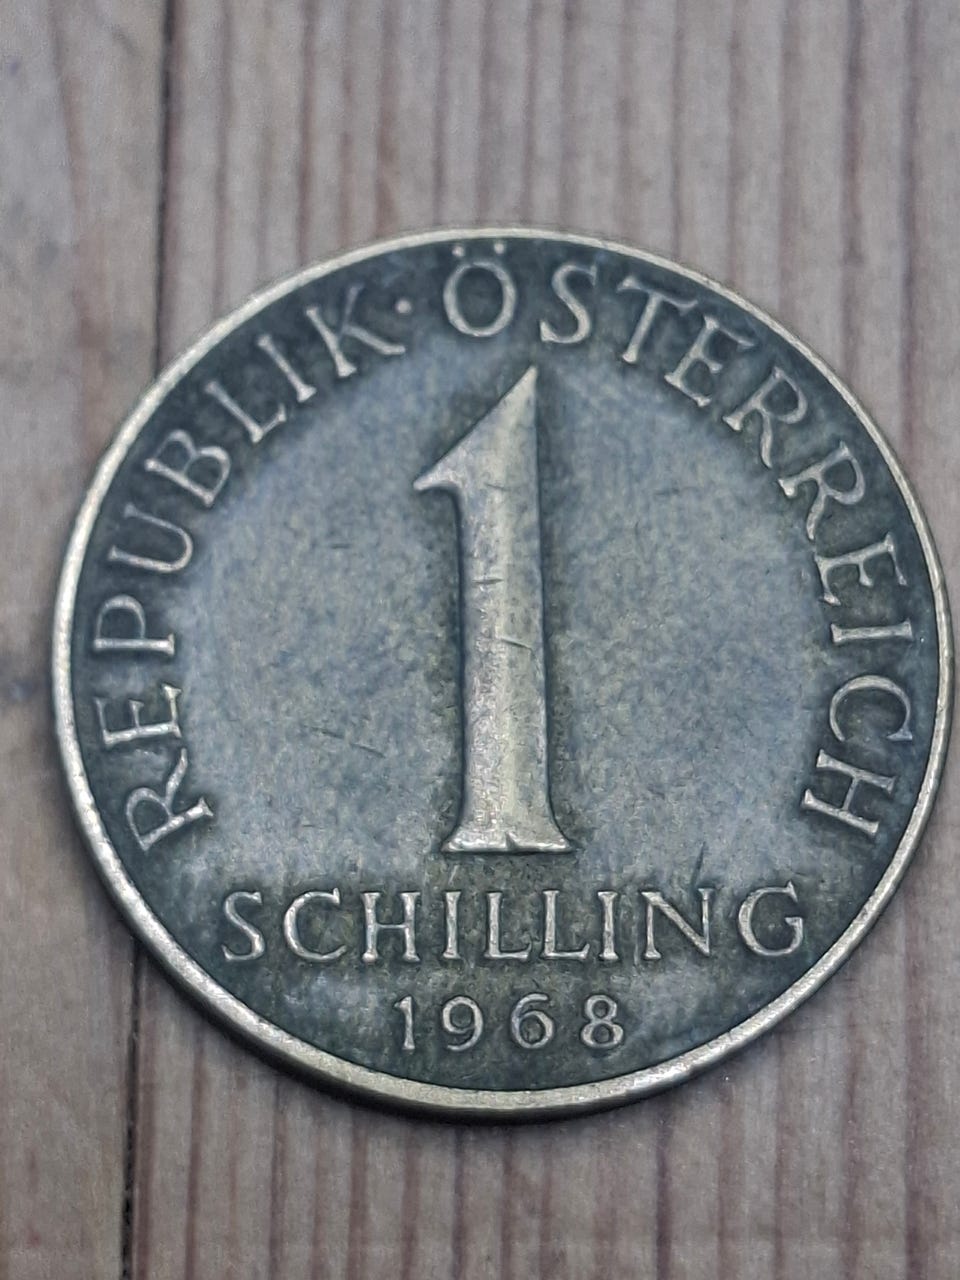 REPUBLIK · ÖSTERREICH
1
SCHILLING
1968